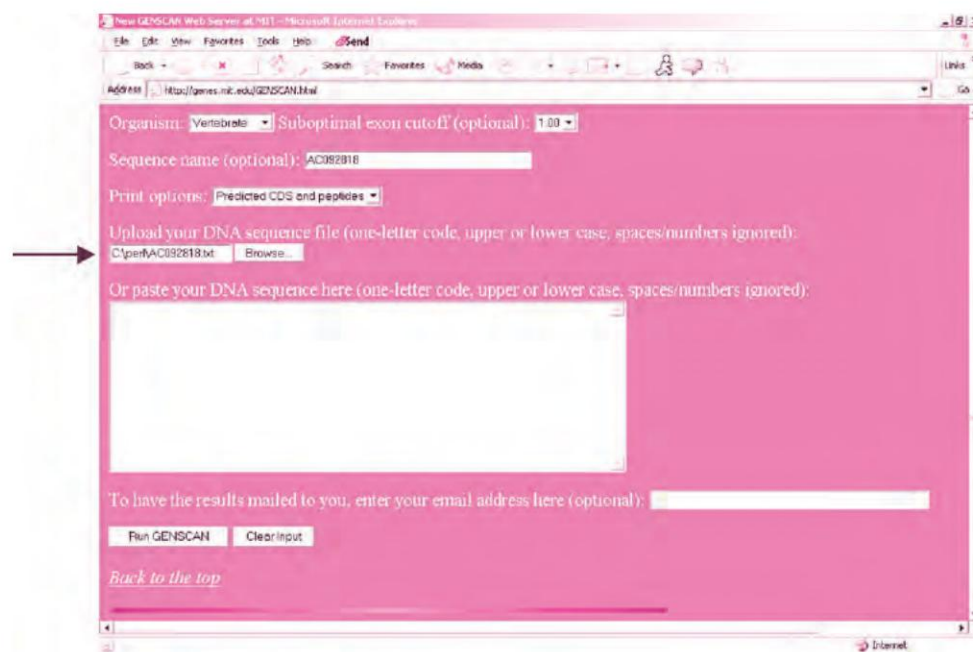 New GENSCAN Web Server at MIT - Microsoft Internet Explorer
File Edit View Favorites Tools Help Send
Back Search Favorites Media Links
Address http://genes.mit.edu/GENSCAN.html Go
Organism: Vertebrate Suboptimal exon cutoff (optional): 1.00
Sequence name (optional): AC092818
Print options: Predicted CDS and peptides
Upload your DNA sequence file (one-letter code, upper or lower case, spaces/numbers ignored):
C:\perl\AC092818.txt Browse...
Or paste your DNA sequence here (one-letter code, upper or lower case, spaces/numbers ignored):
To have the results mailed to you, enter your email address here (optional):
Run GENSCAN Clear Input
Back to the top
Internet